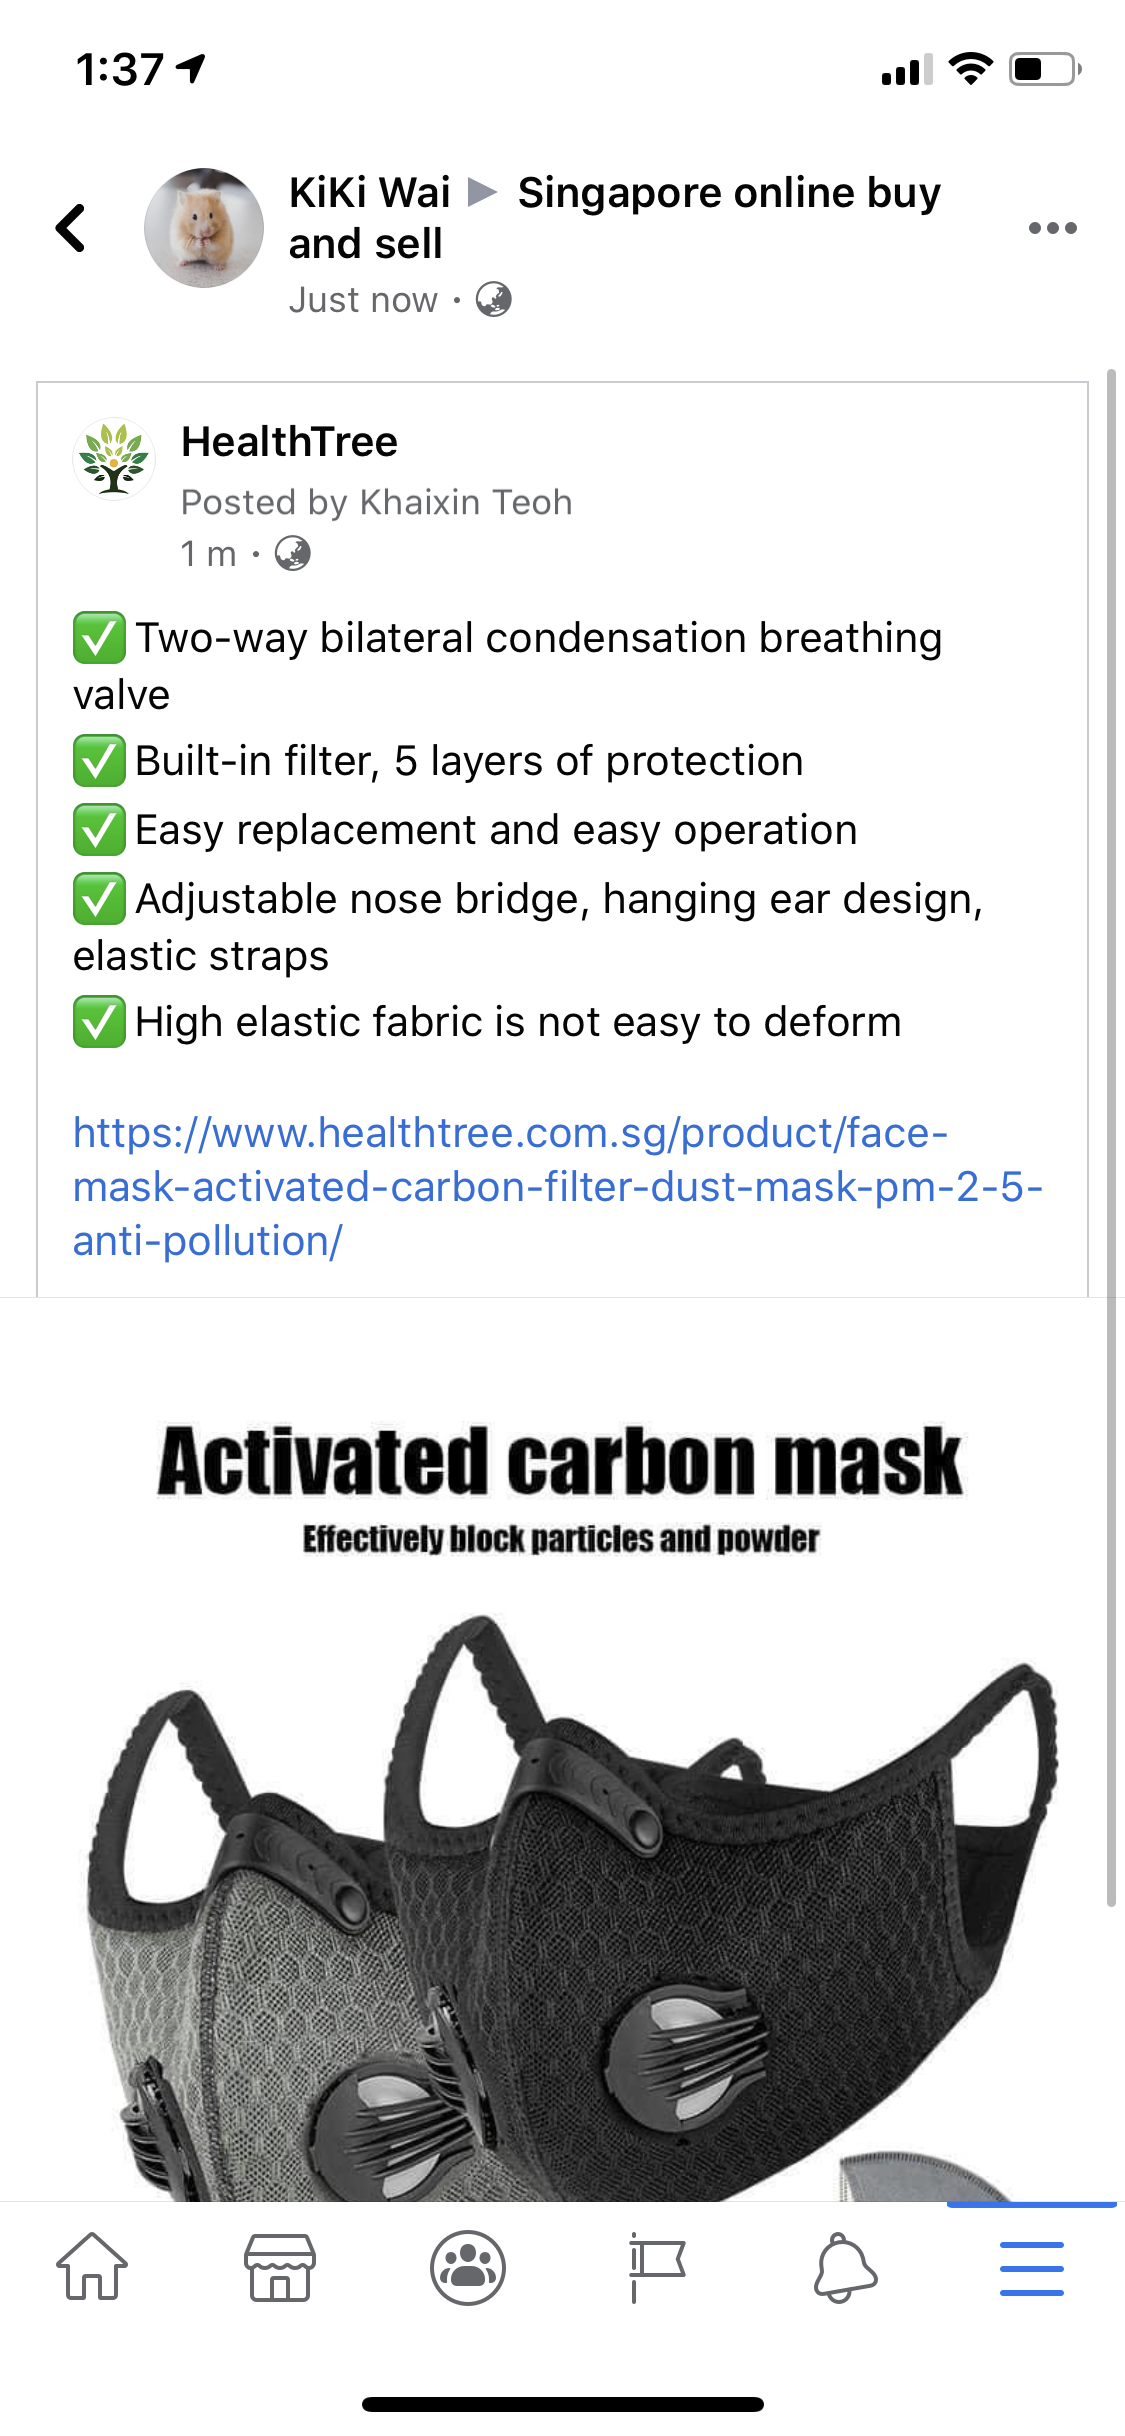 1:37
KiKi Wai ▶ Singapore online buy
and sell
Just now ·
HealthTree
Posted by Khaixin Teoh
1 m ·
✅ Two-way bilateral condensation breathing
valve
✅ Built-in filter, 5 layers of protection
✅ Easy replacement and easy operation
✅ Adjustable nose bridge, hanging ear design,
elastic straps
✅ High elastic fabric is not easy to deform
https://www.healthtree.com.sg/product/face-
mask-activated-carbon-filter-dust-mask-pm-2-5-
anti-pollution/
Activated carbon mask
Effectively block particles and powder